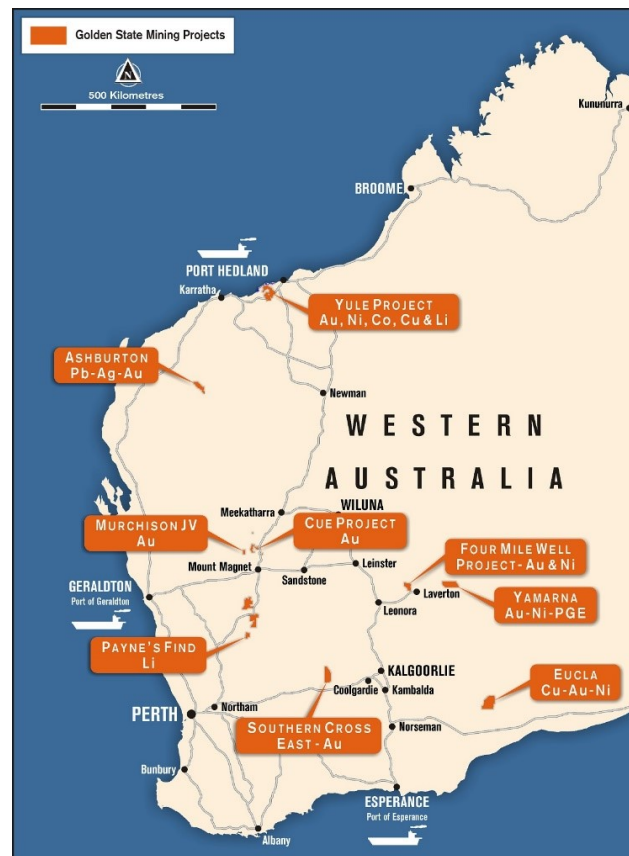 Golden State Mining Projects
N
500 Kilometres
Kununurra
BROOME
PORT HEDLAND
Karratha
YULE PROJECT
Au, Ni, Co, Cu & Li
ASHBURTON
Pb-Ag-Au
Newman
WESTERN
AUSTRALIA
Meekatharra
WILUNA
MURCHISON JV
Au
CUE PROJECT
Au
Mount Magnet
Sandstone
Leinster
FOUR MILE WELL
PROJECT - Au & Ni
GERALDTON
Port of Geraldton
Leonora
Laverton
YAMARNA
Au-Ni-PGE
PAYNE'S FIND
Li
KALGOORLIE
Coolgardie
Kambalda
EUCLA
Cu-Au-Ni
Northam
PERTH
SOUTHERN CROSS
EAST - Au
Norseman
Bunbury
ESPERANCE
Port of Esperance
Albany